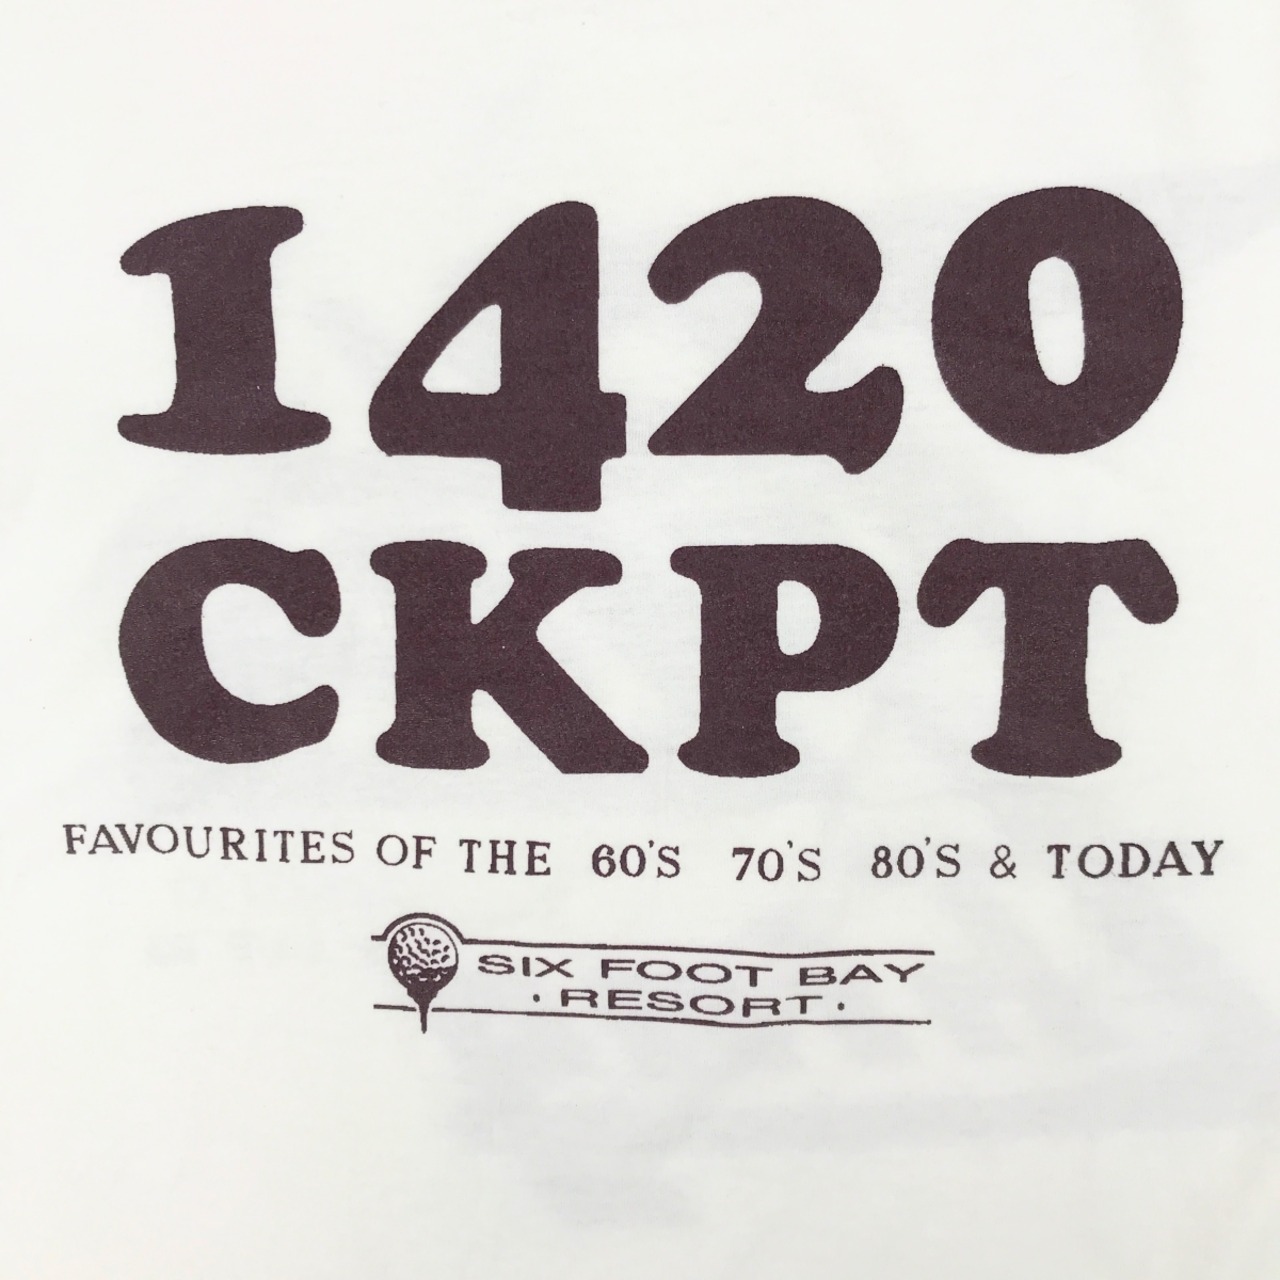 1420
CKPT
FAVOURITES OF THE 60'S 70'S 80'S & TODAY
SIX FOOT BAY
· RESORT ·